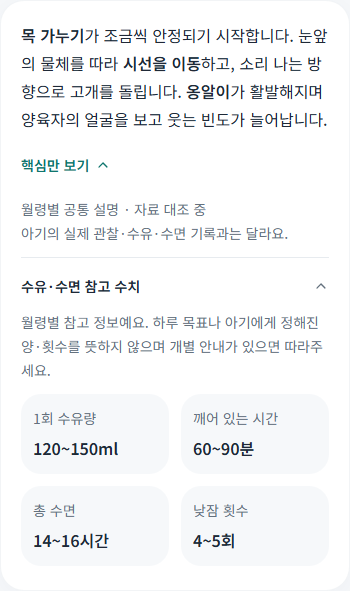 목 가누기가 조금씩 안정되기 시작합니다. 눈앞
의 물체를 따라 시선을 이동하고, 소리 나는 방
향으로 고개를 돌립니다. 옹알이가 활발해지며
양육자의 얼굴을 보고 웃는 빈도가 늘어납니다.
핵심만 보기
월령별 공통 설명 · 자료 대조 중
아기의 실제 관찰·수유·수면 기록과는 달라요.
수유·수면 참고 수치
월령별 참고 정보예요. 하루 목표나 아기에게 정해진
양·횟수를 뜻하지 않으며 개별 안내가 있으면 따라주
세요.
1회 수유량
120~150ml
깨어 있는 시간
60~90분
총 수면
14~16시간
낮잠 횟수
4~5회